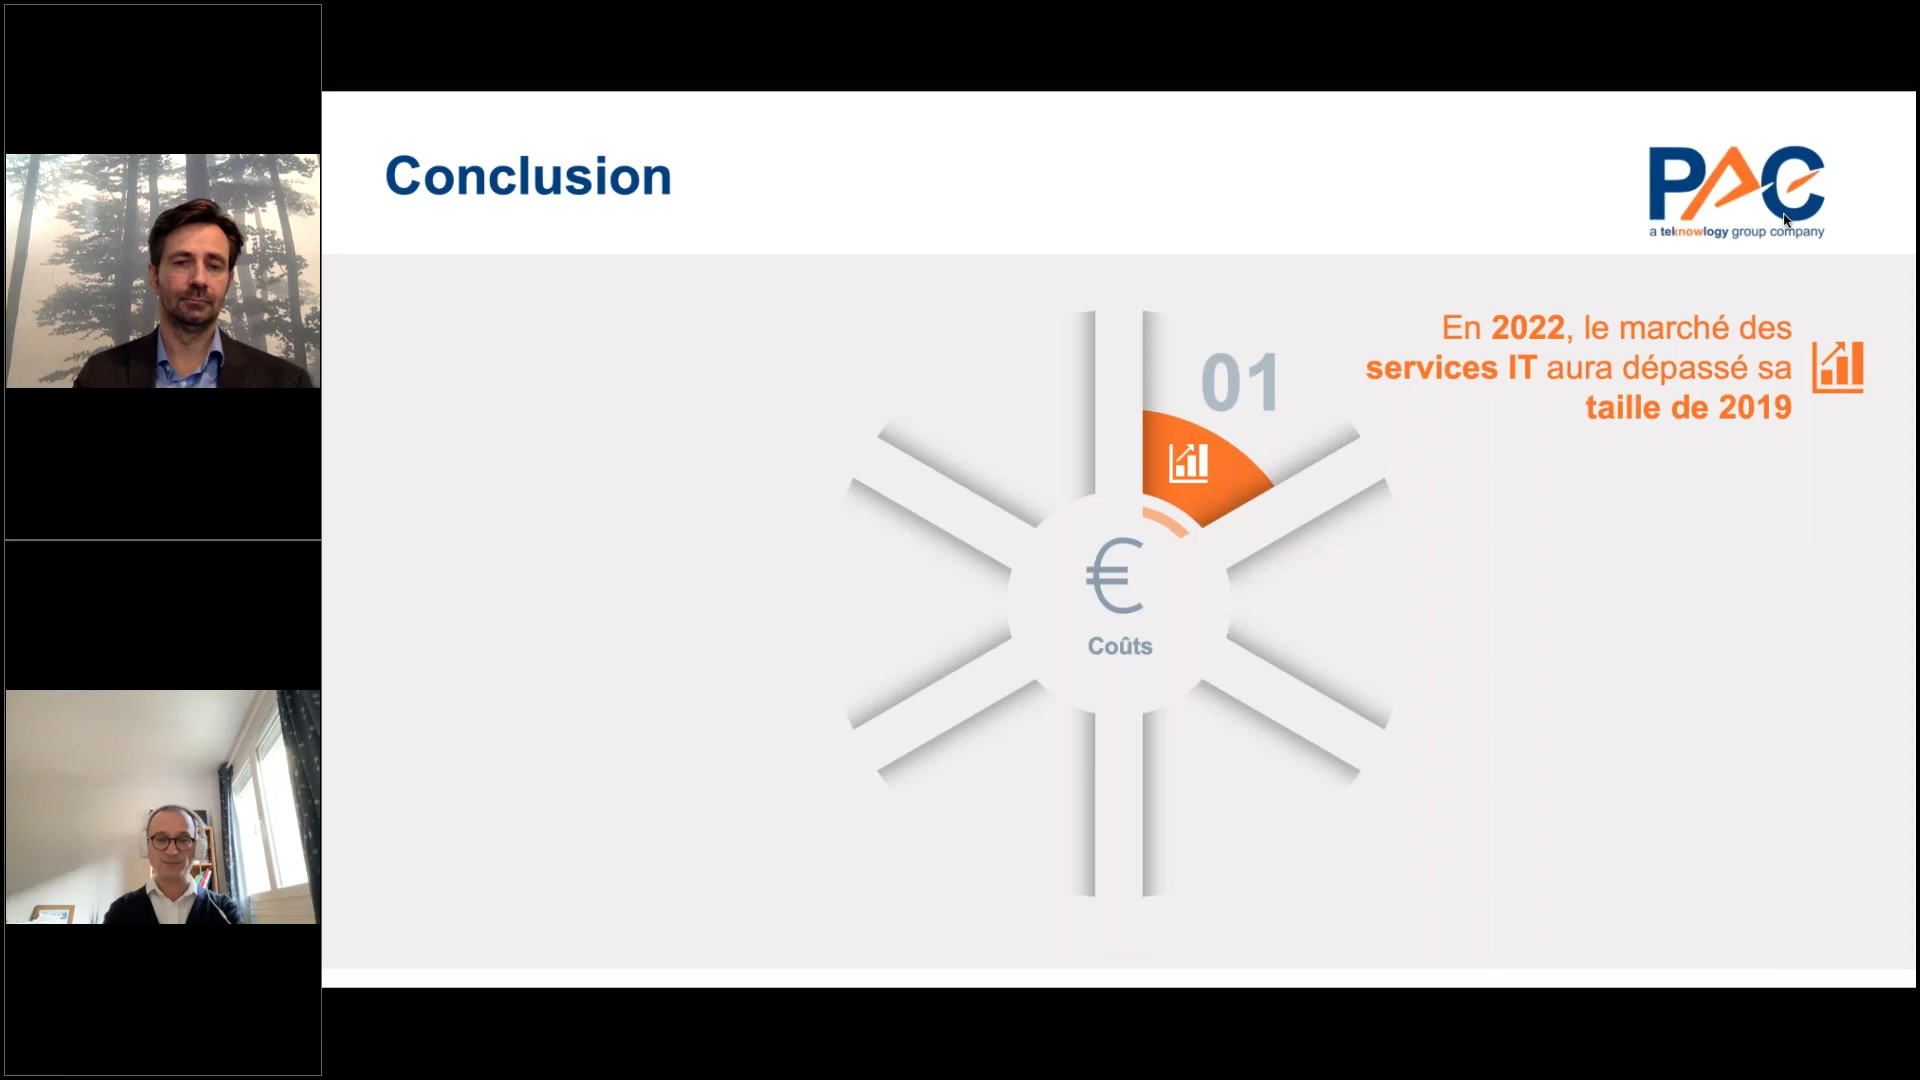 Conclusion
PAC
a teknowlogy group company
01
En 2022, le marché des
services IT aura dépassé sa
taille de 2019
€
Coûts